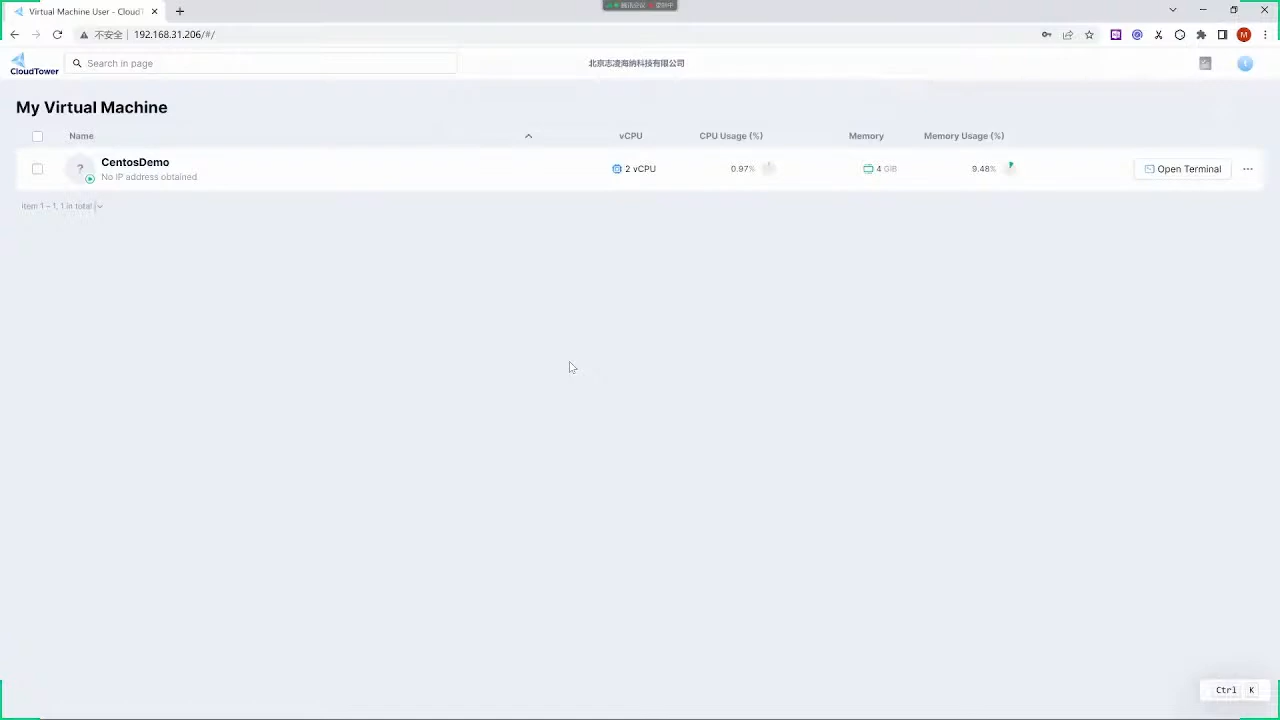 Virtual Machine User - CloudT
不安全 192.168.31.206/#/
M
CloudTower
Search in page
北京志凌海纳科技有限公司
My Virtual Machine
Name
vCPU
CPU Usage (%)
Memory
Memory Usage (%)
?
CentosDemo
No IP address obtained
2 vCPU
0.97%
4 GiB
9.48%
Open Terminal
Item 1 – 1, 1 in total
Ctrl K